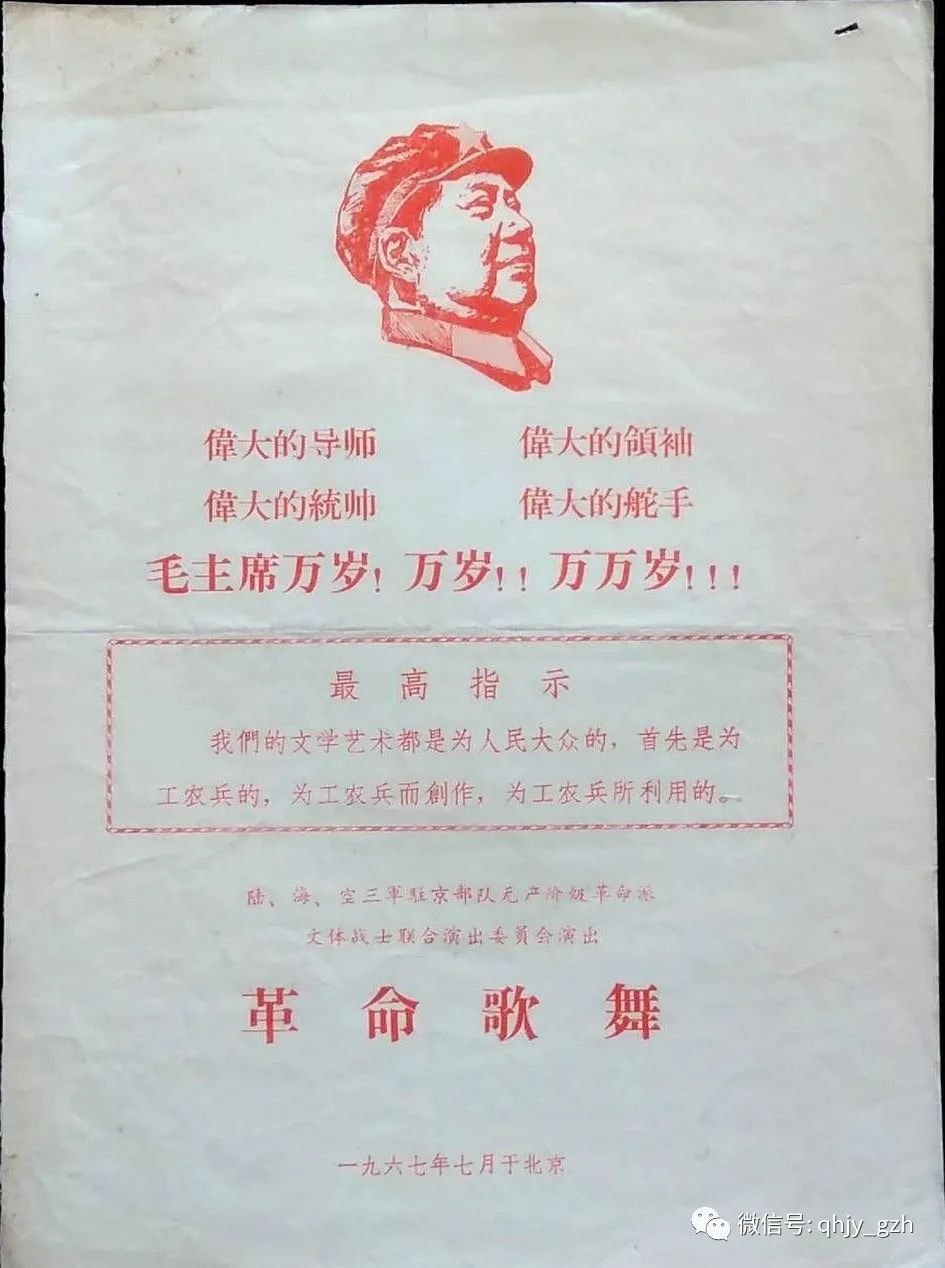 偉大的导师 偉大的領袖
偉大的統帅 偉大的舵手
毛主席万岁！万岁！！万万岁！！！
最高指示
我們的文学艺术都是为人民大众的，首先是为
工农兵的，为工农兵而創作，为工农兵所利用的。
陆、海、空三軍駐京部队无产阶级革命派
文体战士联合演出委員会演出
革命歌舞
一九六七年七月于北京
微信号: qhjy_gzh